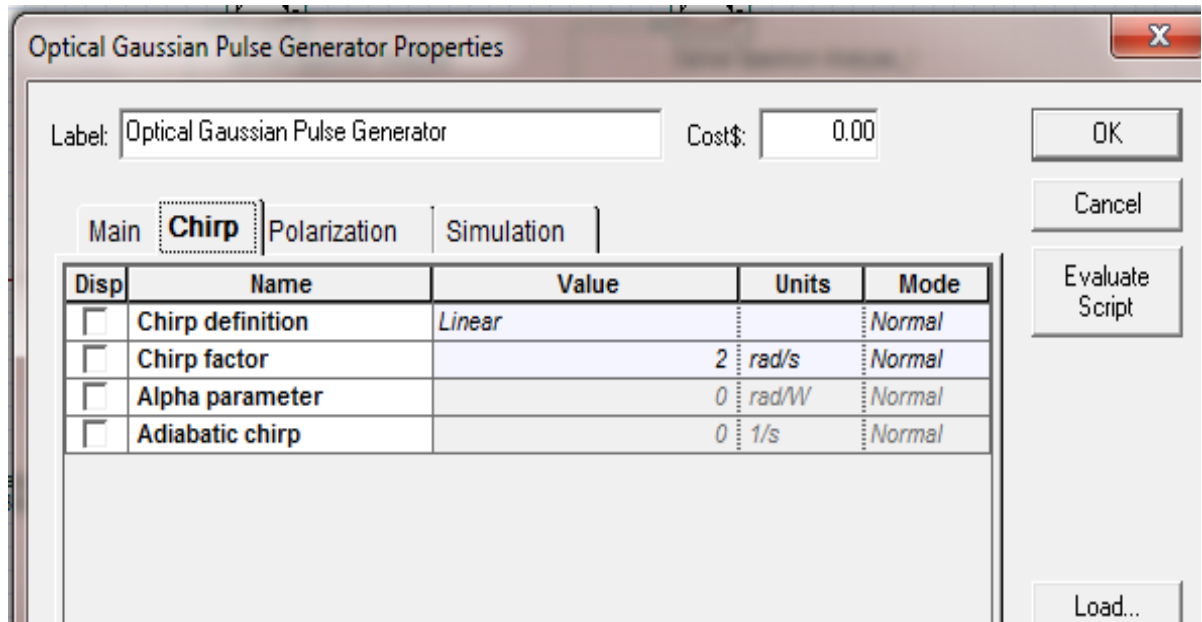 Optical Gaussian Pulse Generator Properties
X
Label: Optical Gaussian Pulse Generator Cost$: 0.00 OK
Cancel
Main Chirp Polarization Simulation
Evaluate
Script
Disp Name Value Units Mode
Chirp definition Linear Normal
Chirp factor 2 rad/s Normal
Alpha parameter 0 rad/W Normal
Adiabatic chirp 0 1/s Normal
Load...